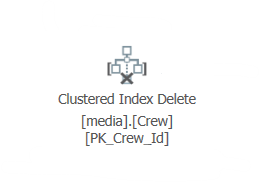 Clustered Index Delete
[media].[Crew]
[PK_Crew_Id]